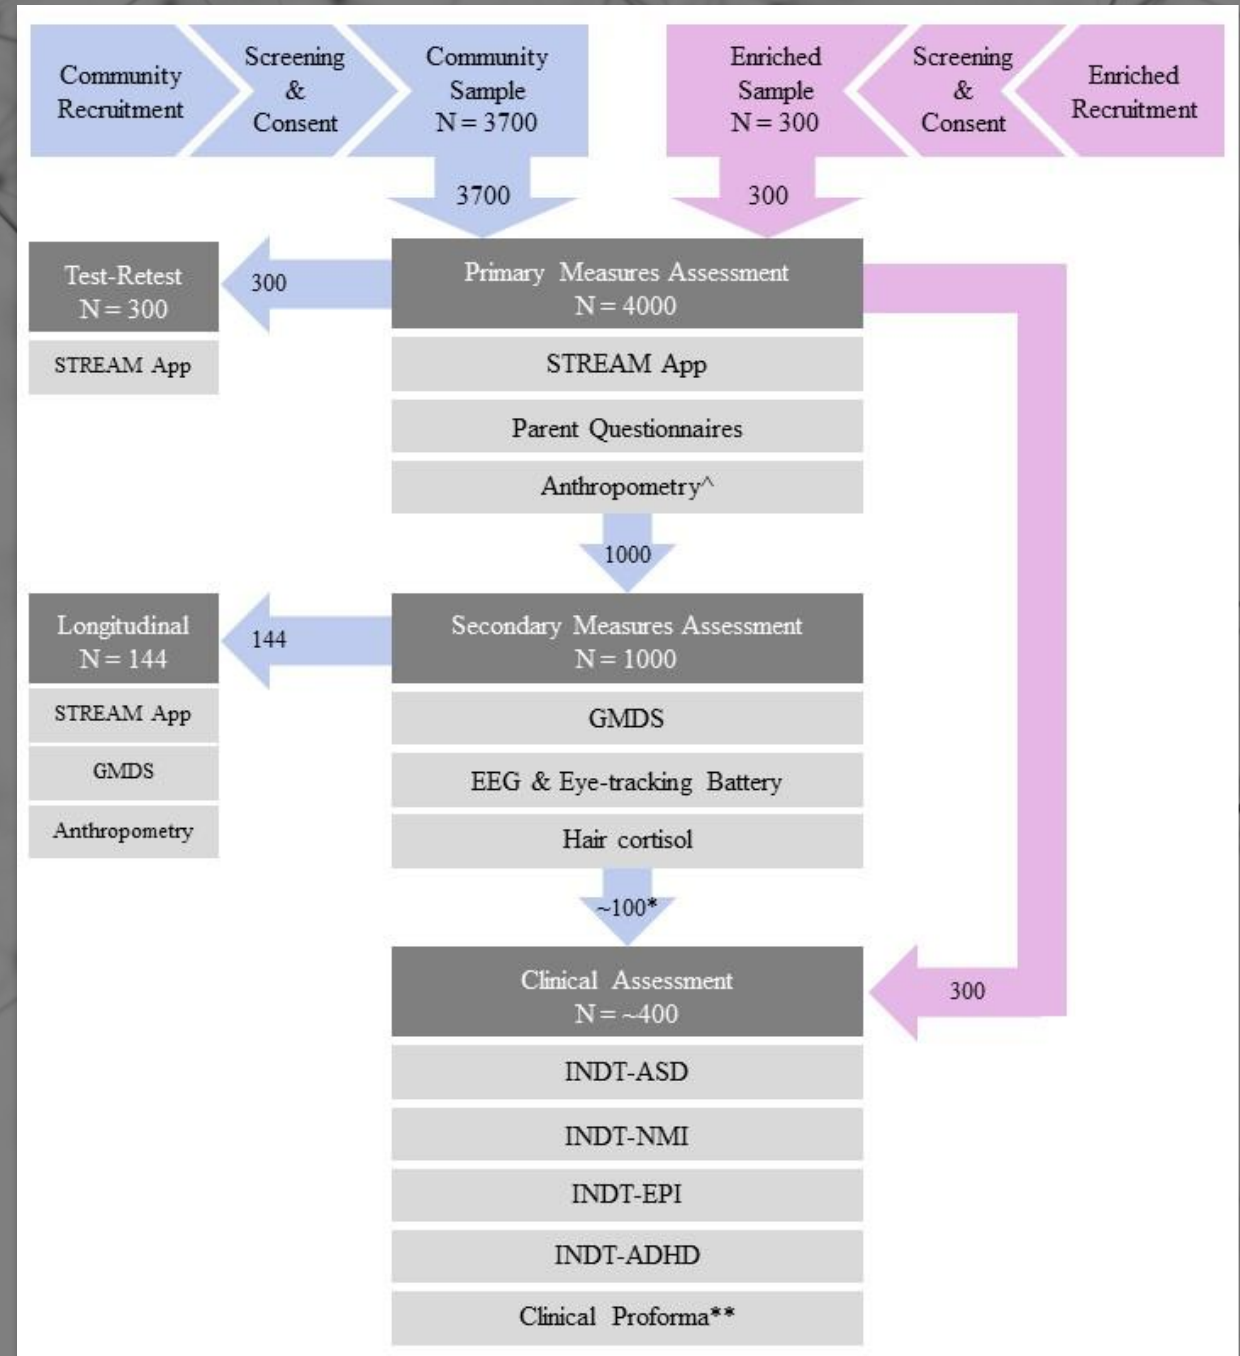 Community
Recruitment
Screening
&
Consent
Community
Sample
N = 3700
Enriched
Sample
N = 300
Screening
&
Consent
Enriched
Recruitment
3700
300
Test-Retest
N = 300
STREAM App
300
Primary Measures Assessment
N = 4000
STREAM App
Parent Questionnaires
Anthropometry^
1000
Longitudinal
N = 144
STREAM App
GMDS
Anthropometry
144
Secondary Measures Assessment
N = 1000
GMDS
EEG & Eye-tracking Battery
Hair cortisol
~100*
Clinical Assessment
N = ~400
300
INDT-ASD
INDT-NMI
INDT-EPI
INDT-ADHD
Clinical Proforma**